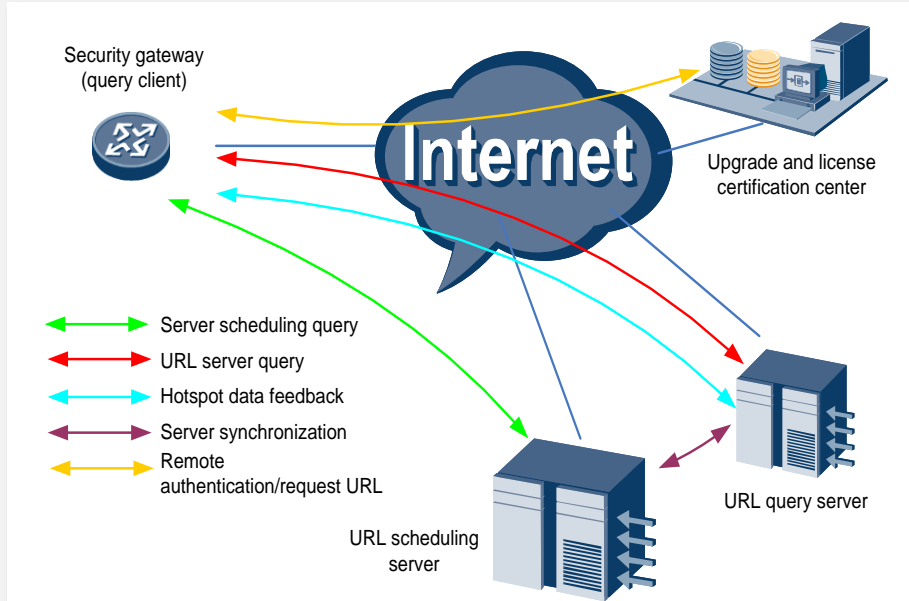 Security gateway
(query client)
Internet
Upgrade and license
certification center
Server scheduling query
URL server query
Hotspot data feedback
Server synchronization
Remote
authentication/request URL
URL query server
URL scheduling
server